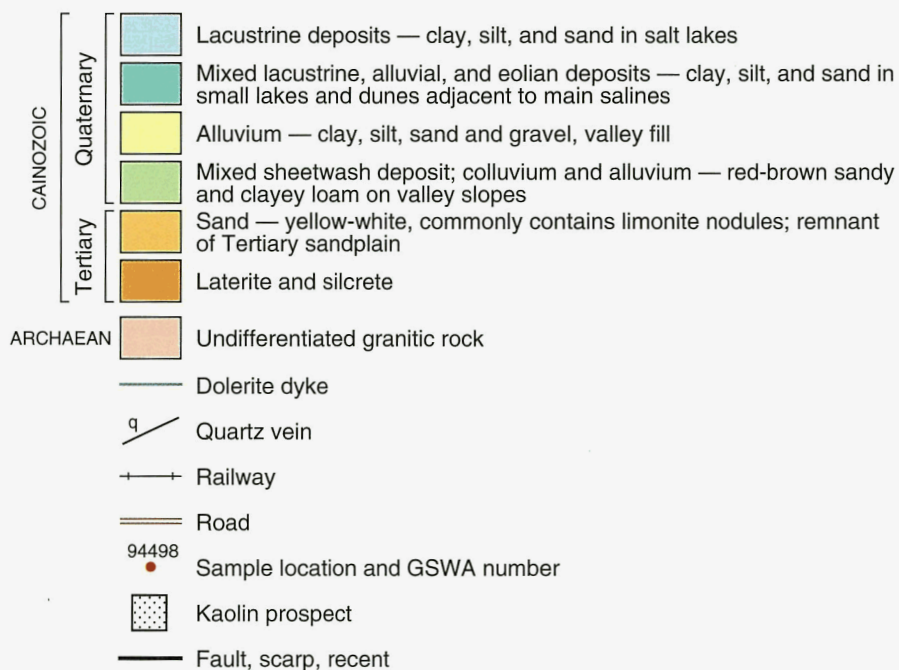 CAINOZOIC
Quaternary
Lacustrine deposits — clay, silt, and sand in salt lakes
Mixed lacustrine, alluvial, and eolian deposits — clay, silt, and sand in
small lakes and dunes adjacent to main salines
Alluvium — clay, silt, sand and gravel, valley fill
Mixed sheetwash deposit; colluvium and alluvium — red-brown sandy
and clayey loam on valley slopes
Tertiary
Sand — yellow-white, commonly contains limonite nodules; remnant
of Tertiary sandplain
Laterite and silcrete
ARCHAEAN
Undifferentiated granitic rock
Dolerite dyke
q
Quartz vein
Railway
Road
94498
Sample location and GSWA number
Kaolin prospect
Fault, scarp, recent